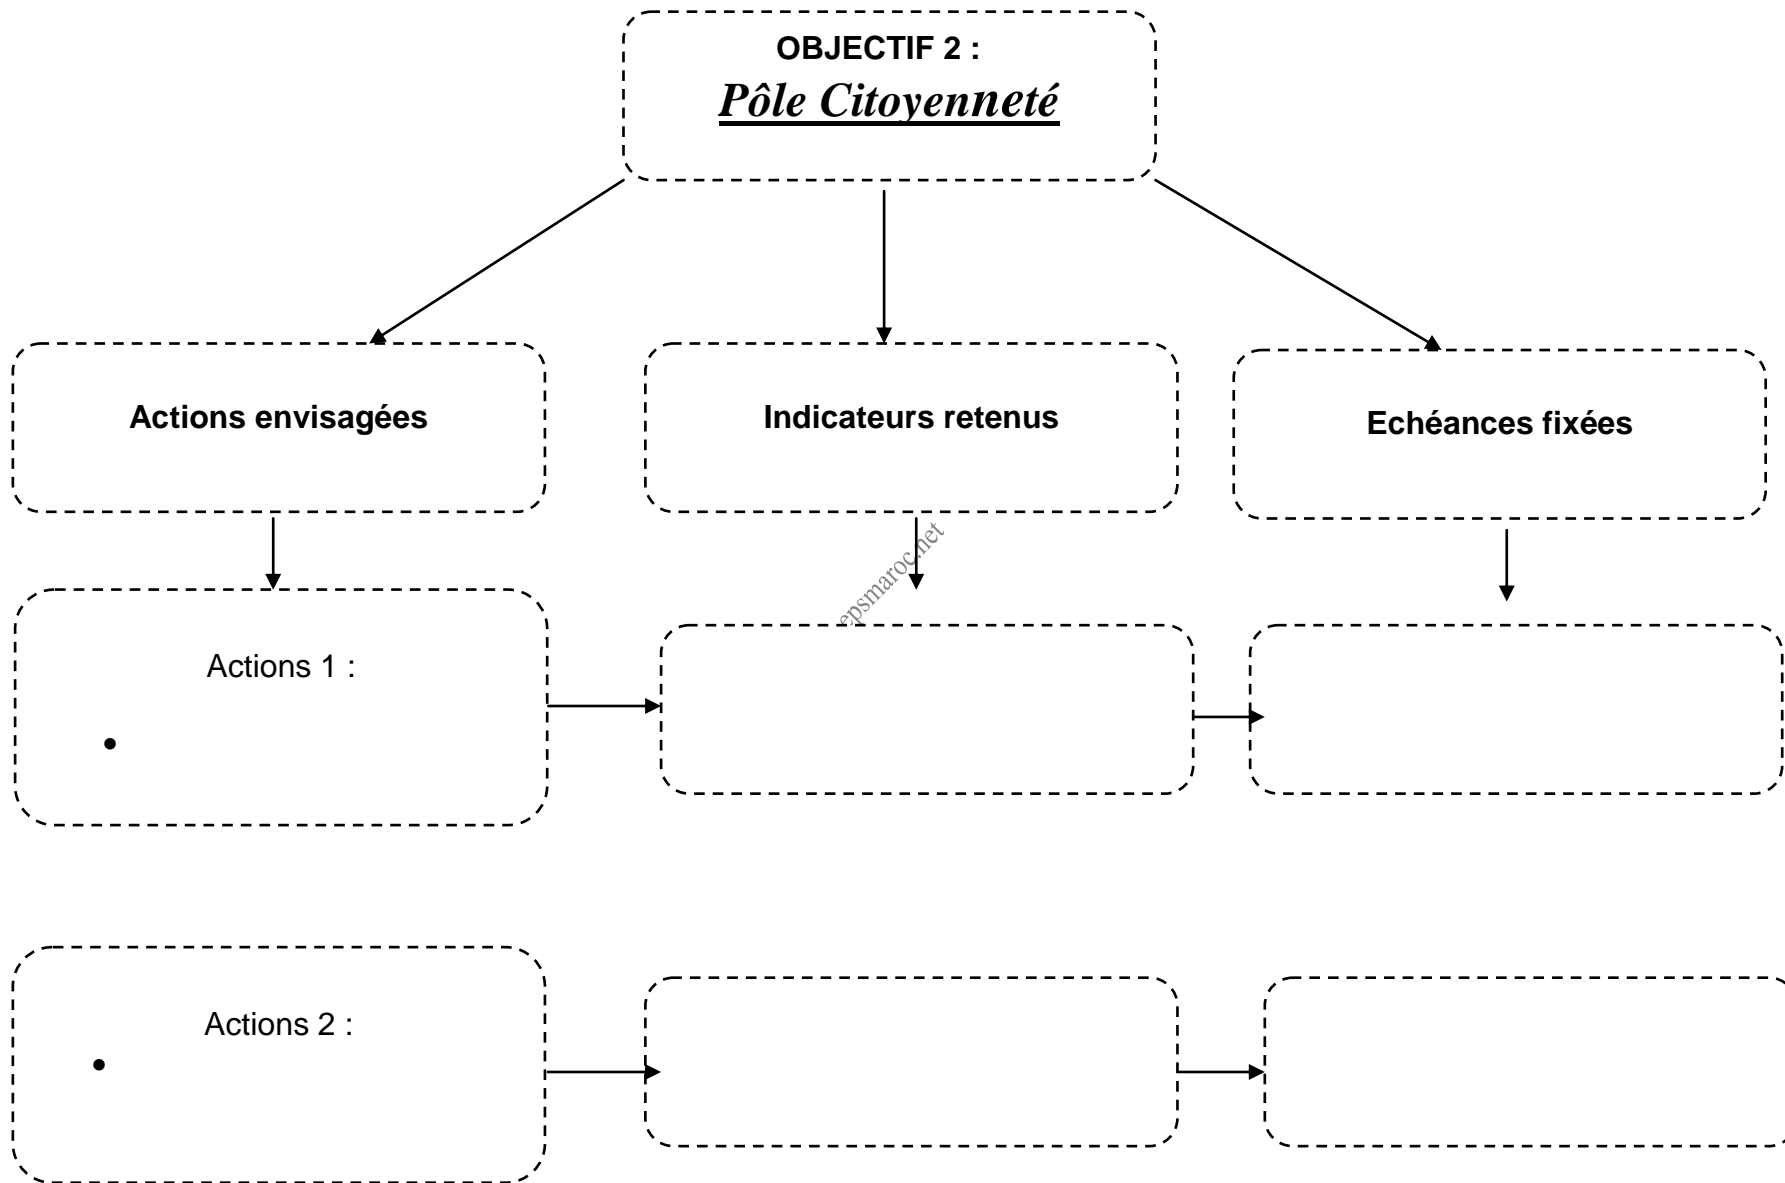 OBJECTIF 2 :
Pôle Citoyenneté
Actions envisagées
Indicateurs retenus
Echéances fixées
epsmaroc.net
Actions 1 :
•
Actions 2 :
•